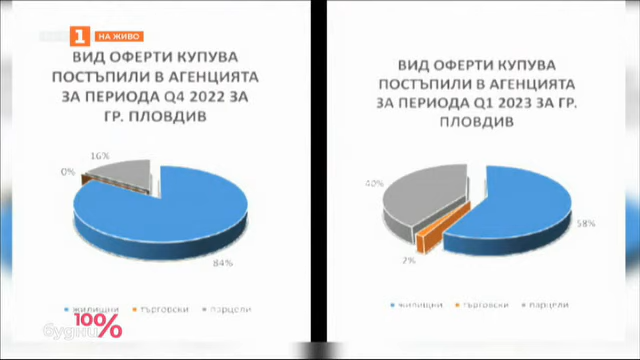 1 НА ЖИВО
ВИД ОФЕРТИ КУПУВА
ПОСТЪПИЛИ В АГЕНЦИЯТА
ЗА ПЕРИОДА Q4 2022 ЗА
ГР. ПЛОВДИВ
16%
0%
84%
жилищни търговски парцели
ВИД ОФЕРТИ КУПУВА
ПОСТЪПИЛИ В АГЕНЦИЯТА
ЗА ПЕРИОДА Q1 2023 ЗА ГР.
ПЛОВДИВ
40%
58%
2%
жилищни търговски парцели
100%
будни